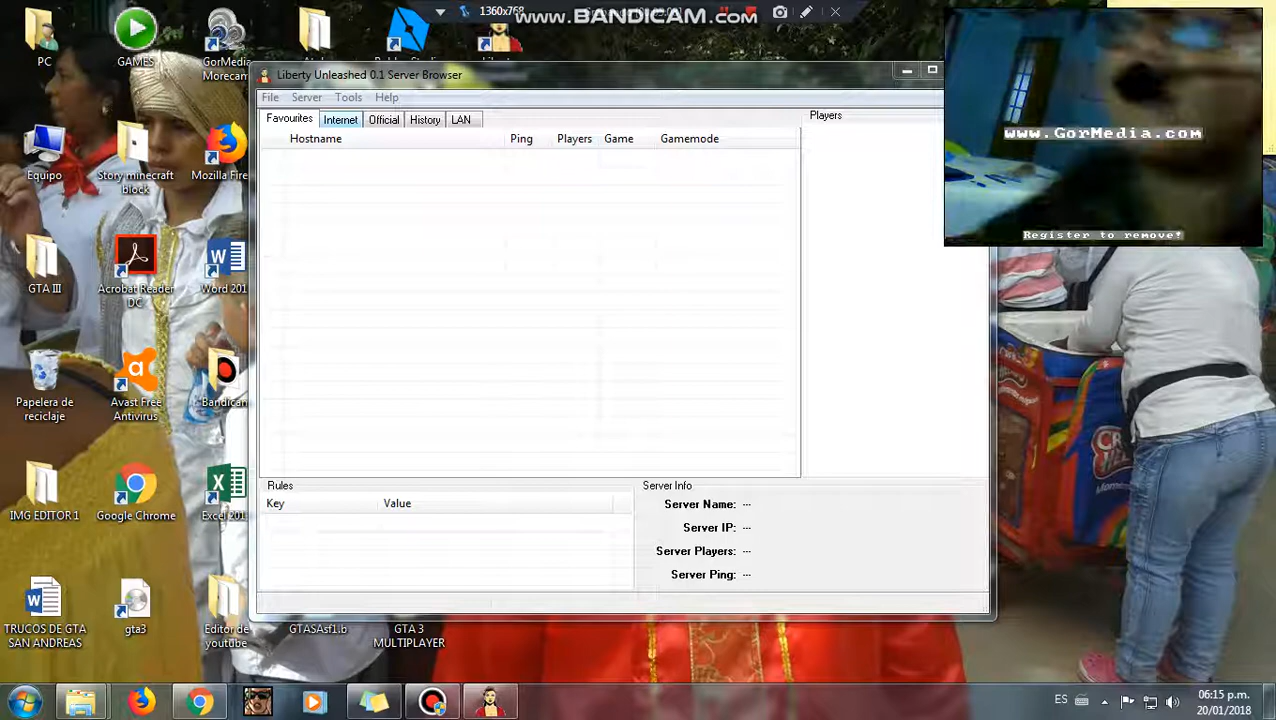 1360x768
www.BANDICAM.com
PC
GAMES
GorMedia
Morecam
Liberty Unleashed 0.1 Server Browser
File Server Tools Help
Favourites Internet Official History LAN
Players
Hostname Ping Players Game Gamemode
www.GorMedia.com
Register to remove!
Equipo
Story minecraft
block
Mozilla Fire
GTA III
Acrobat Reader
DC
Word 201
Papelera de
reciclaje
Avast Free
Antivirus
Bandican
IMG EDITOR 1
Google Chrome
Excel 201
Rules
Key Value
Server Info
Server Name: ---
Server IP: ---
Server Players: ---
Server Ping: ---
TRUCOS DE GTA
SAN ANDREAS
gta3
Editor de
youtube
GTASAsf1.b
GTA 3
MULTIPLAYER
ES
06:15 p.m.
20/01/2018